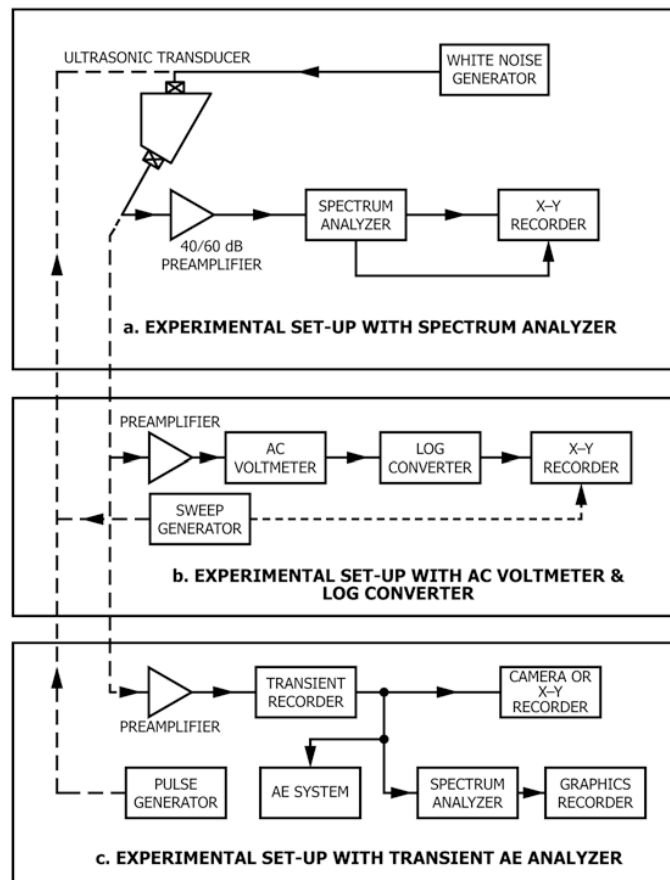 ULTRASONIC TRANSDUCER
WHITE NOISE
GENERATOR
SPECTRUM
ANALYZER
X–Y
RECORDER
40/60 dB
PREAMPLIFIER
a. EXPERIMENTAL SET-UP WITH SPECTRUM ANALYZER
PREAMPLIFIER
AC
VOLTMETER
LOG
CONVERTER
X–Y
RECORDER
SWEEP
GENERATOR
b. EXPERIMENTAL SET-UP WITH AC VOLTMETER &
LOG CONVERTER
PREAMPLIFIER
TRANSIENT
RECORDER
CAMERA OR
X–Y
RECORDER
PULSE
GENERATOR
AE SYSTEM
SPECTRUM
ANALYZER
GRAPHICS
RECORDER
c. EXPERIMENTAL SET-UP WITH TRANSIENT AE ANALYZER